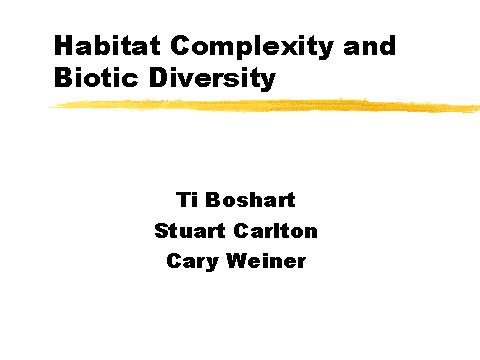 Habitat Complexity and
Biotic Diversity
Ti Boshart
Stuart Carlton
Cary Weiner